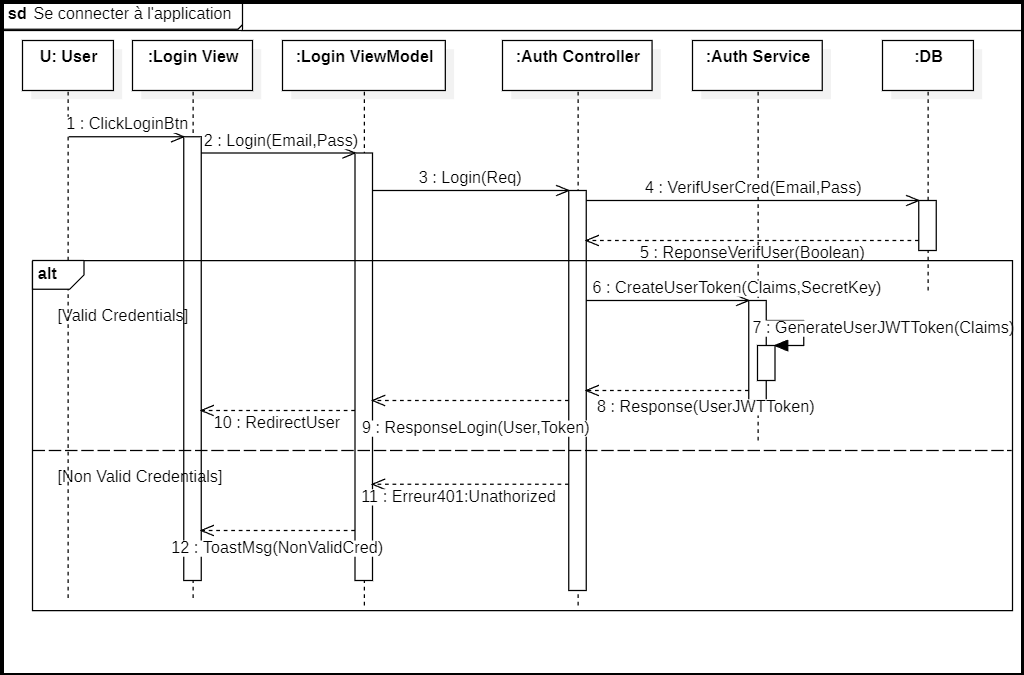 sd Se connecter à l'application
U: User
:Login View
:Login ViewModel
:Auth Controller
:Auth Service
:DB
1 : ClickLoginBtn
2 : Login(Email,Pass)
3 : Login(Req)
4 : VerifUserCred(Email,Pass)
5 : ReponseVerifUser(Boolean)
alt
6 : CreateUserToken(Claims,SecretKey)
[Valid Credentials]
7 : GenerateUserJWTToken(Claims)
8 : Response(UserJWTToken)
9 : ResponseLogin(User,Token)
10 : RedirectUser
[Non Valid Credentials]
11 : Erreur401:Unathorized
12 : ToastMsg(NonValidCred)